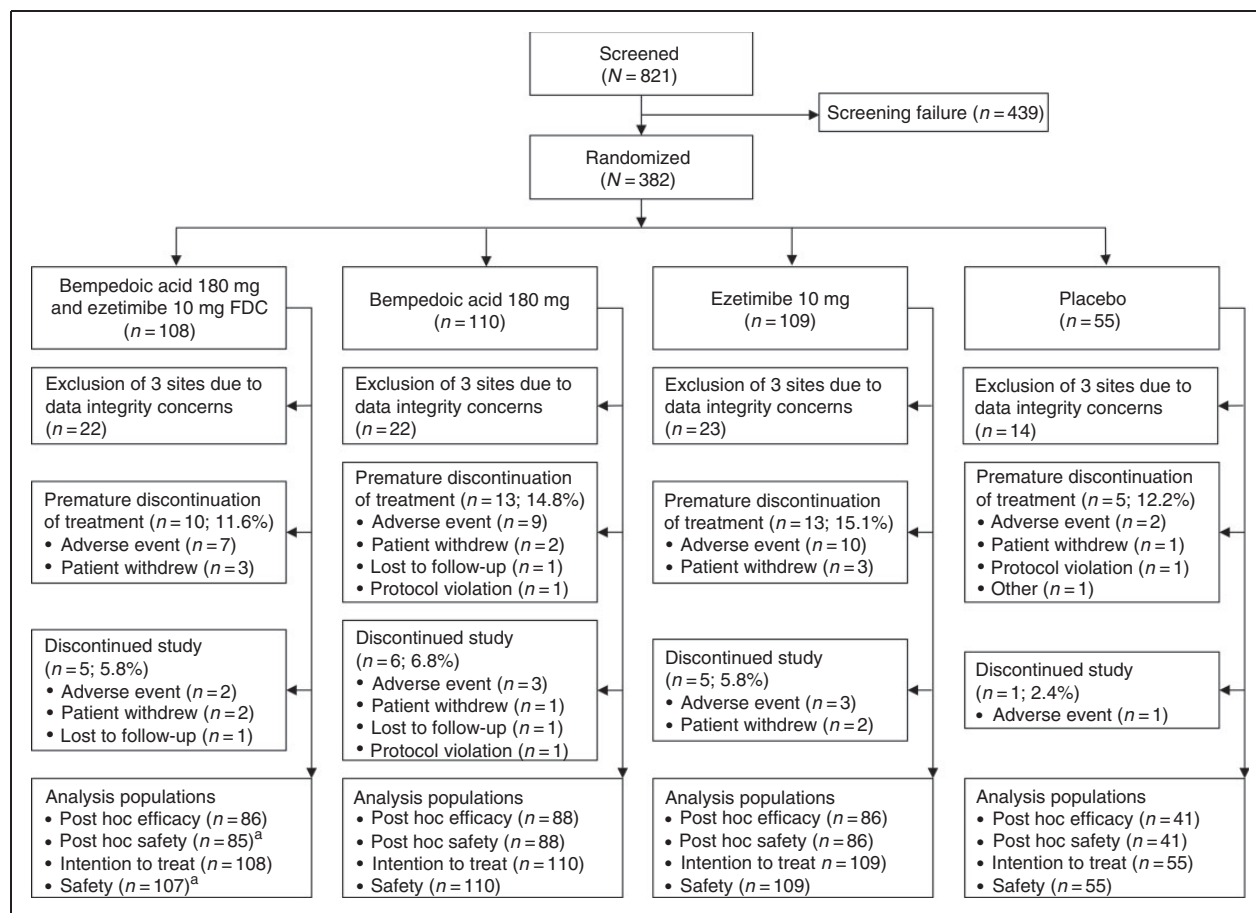 Screened
(N = 821)
Screening failure (n = 439)
Randomized
(N = 382)
Bempedoic acid 180 mg
and ezetimibe 10 mg FDC
(n = 108)
Bempedoic acid 180 mg
(n = 110)
Ezetimibe 10 mg
(n = 109)
Placebo
(n = 55)
Exclusion of 3 sites due to
data integrity concerns
(n = 22)
Exclusion of 3 sites due to
data integrity concerns
(n = 22)
Exclusion of 3 sites due to
data integrity concerns
(n = 23)
Exclusion of 3 sites due to
data integrity concerns
(n = 14)
Premature discontinuation
of treatment (n = 10; 11.6%)
• Adverse event (n = 7)
• Patient withdrew (n = 3)
Premature discontinuation
of treatment (n = 13; 14.8%)
• Adverse event (n = 9)
• Patient withdrew (n = 2)
• Lost to follow-up (n = 1)
• Protocol violation (n = 1)
Premature discontinuation
of treatment (n = 13; 15.1%)
• Adverse event (n = 10)
• Patient withdrew (n = 3)
Premature discontinuation
of treatment (n = 5; 12.2%)
• Adverse event (n = 2)
• Patient withdrew (n = 1)
• Protocol violation (n = 1)
• Other (n = 1)
Discontinued study
(n = 5; 5.8%)
• Adverse event (n = 2)
• Patient withdrew (n = 2)
• Lost to follow-up (n = 1)
Discontinued study
(n = 6; 6.8%)
• Adverse event (n = 3)
• Patient withdrew (n = 1)
• Lost to follow-up (n = 1)
• Protocol violation (n = 1)
Discontinued study
(n = 5; 5.8%)
• Adverse event (n = 3)
• Patient withdrew (n = 2)
Discontinued study
(n = 1; 2.4%)
• Adverse event (n = 1)
Analysis populations
• Post hoc efficacy (n = 86)
• Post hoc safety (n = 85)a
• Intention to treat (n = 108)
• Safety (n = 107)a
Analysis populations
• Post hoc efficacy (n = 88)
• Post hoc safety (n = 88)
• Intention to treat (n = 110)
• Safety (n = 110)
Analysis populations
• Post hoc efficacy (n = 86)
• Post hoc safety (n = 86)
• Intention to treat (n = 109)
• Safety (n = 109)
Analysis populations
• Post hoc efficacy (n = 41)
• Post hoc safety (n = 41)
• Intention to treat (n = 55)
• Safety (n = 55)